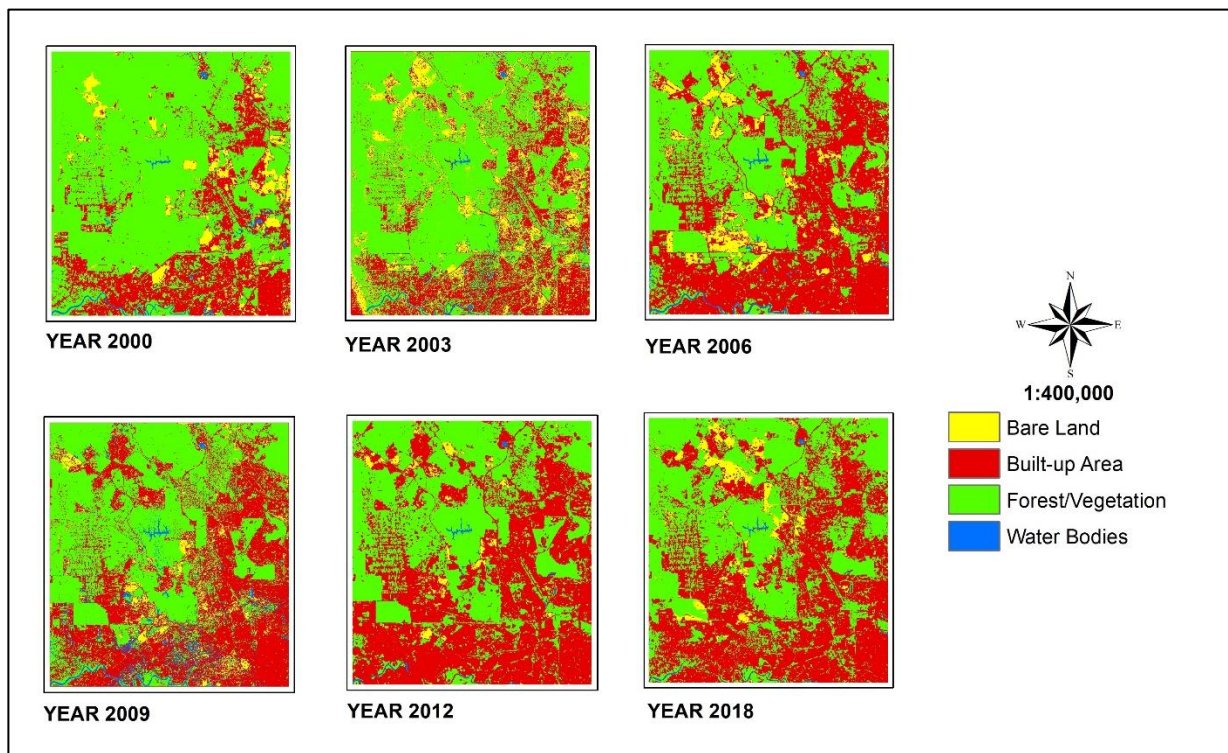 YEAR 2000
YEAR 2003
YEAR 2006
N
W
E
S
1:400,000
Bare Land
Built-up Area
Forest/Vegetation
Water Bodies
YEAR 2009
YEAR 2012
YEAR 2018